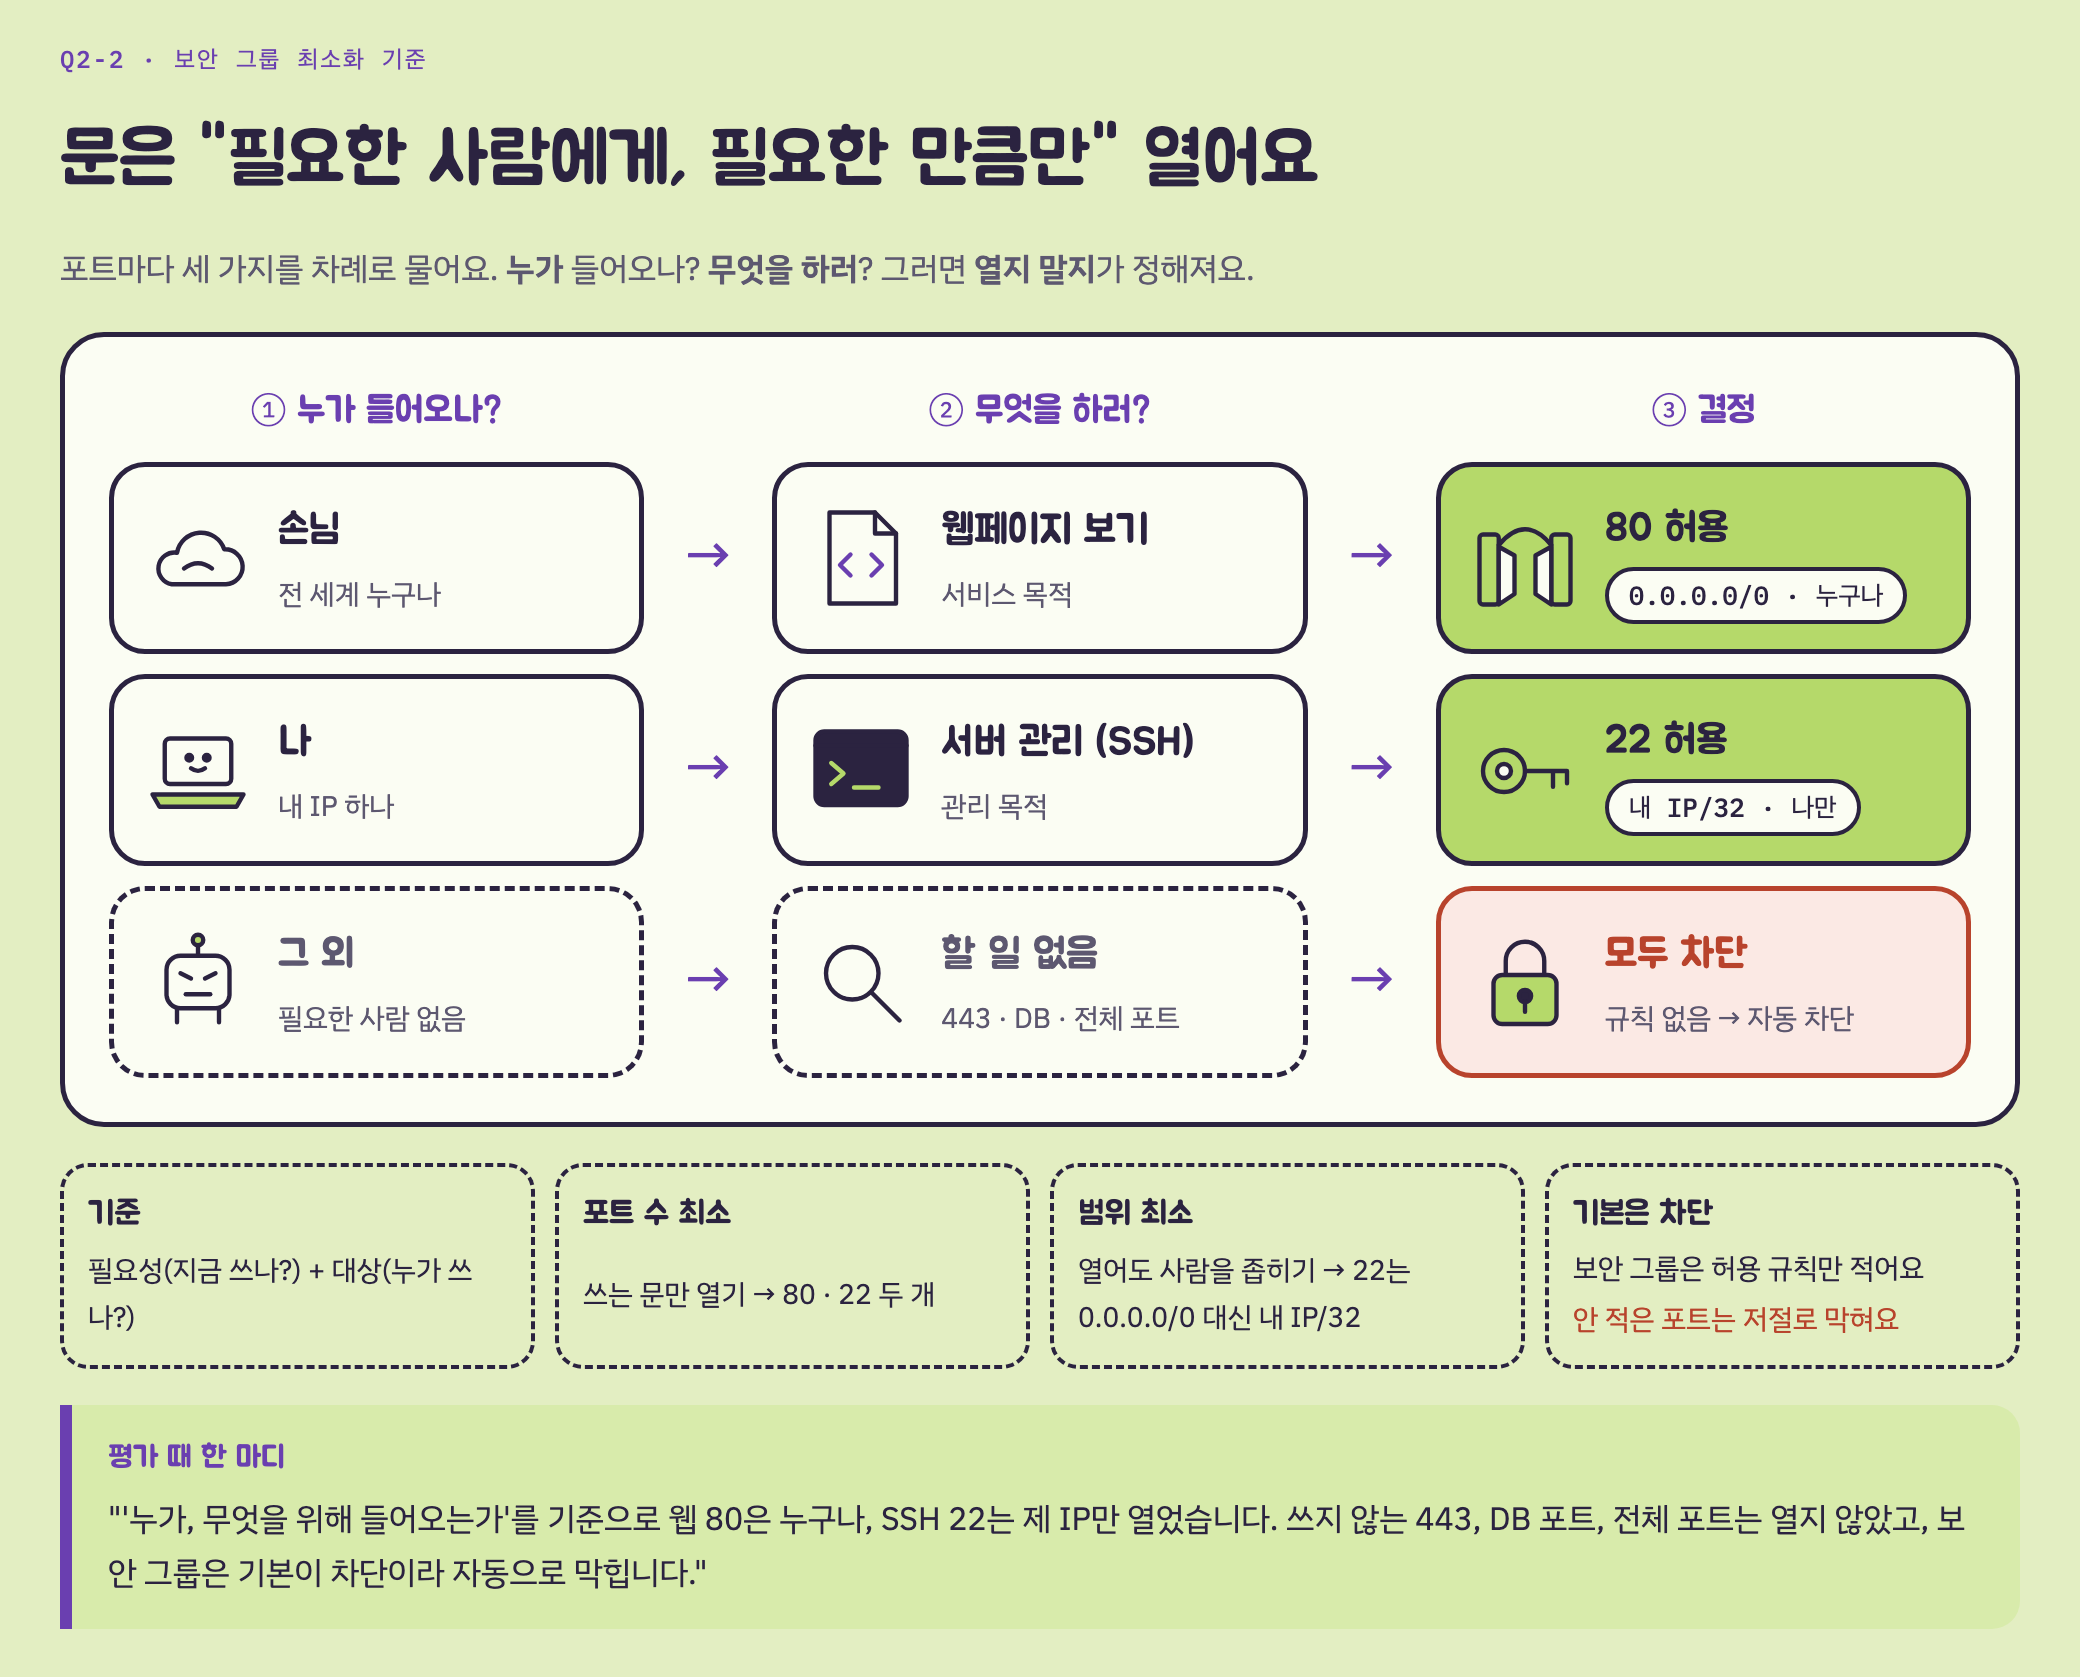 Q2-2 · 보안 그룹 최소화 기준
문은 "필요한 사람에게, 필요한 만큼만" 열어요
포트마다 세 가지를 차례로 물어요. 누가 들어오나? 무엇을 하러? 그러면 열지 말지가 정해져요.
① 누가 들어오나?
② 무엇을 하러?
③ 결정
손님
전 세계 누구나
→
웹페이지 보기
서비스 목적
→
80 허용
0.0.0.0/0 · 누구나
나
내 IP 하나
→
서버 관리 (SSH)
관리 목적
→
22 허용
내 IP/32 · 나만
그 외
필요한 사람 없음
→
할 일 없음
443 · DB · 전체 포트
→
모두 차단
규칙 없음 → 자동 차단
기준
필요성(지금 쓰나?) + 대상(누가 쓰
나?)
포트 수 최소
쓰는 문만 열기 → 80 · 22 두 개
범위 최소
열어도 사람을 좁히기 → 22는
0.0.0.0/0 대신 내 IP/32
기본은 차단
보안 그룹은 허용 규칙만 적어요
안 적은 포트는 저절로 막혀요
평가 때 한 마디
"'누가, 무엇을 위해 들어오는가'를 기준으로 웹 80은 누구나, SSH 22는 제 IP만 열었습니다. 쓰지 않는 443, DB 포트, 전체 포트는 열지 않았고, 보
안 그룹은 기본이 차단이라 자동으로 막힙니다."